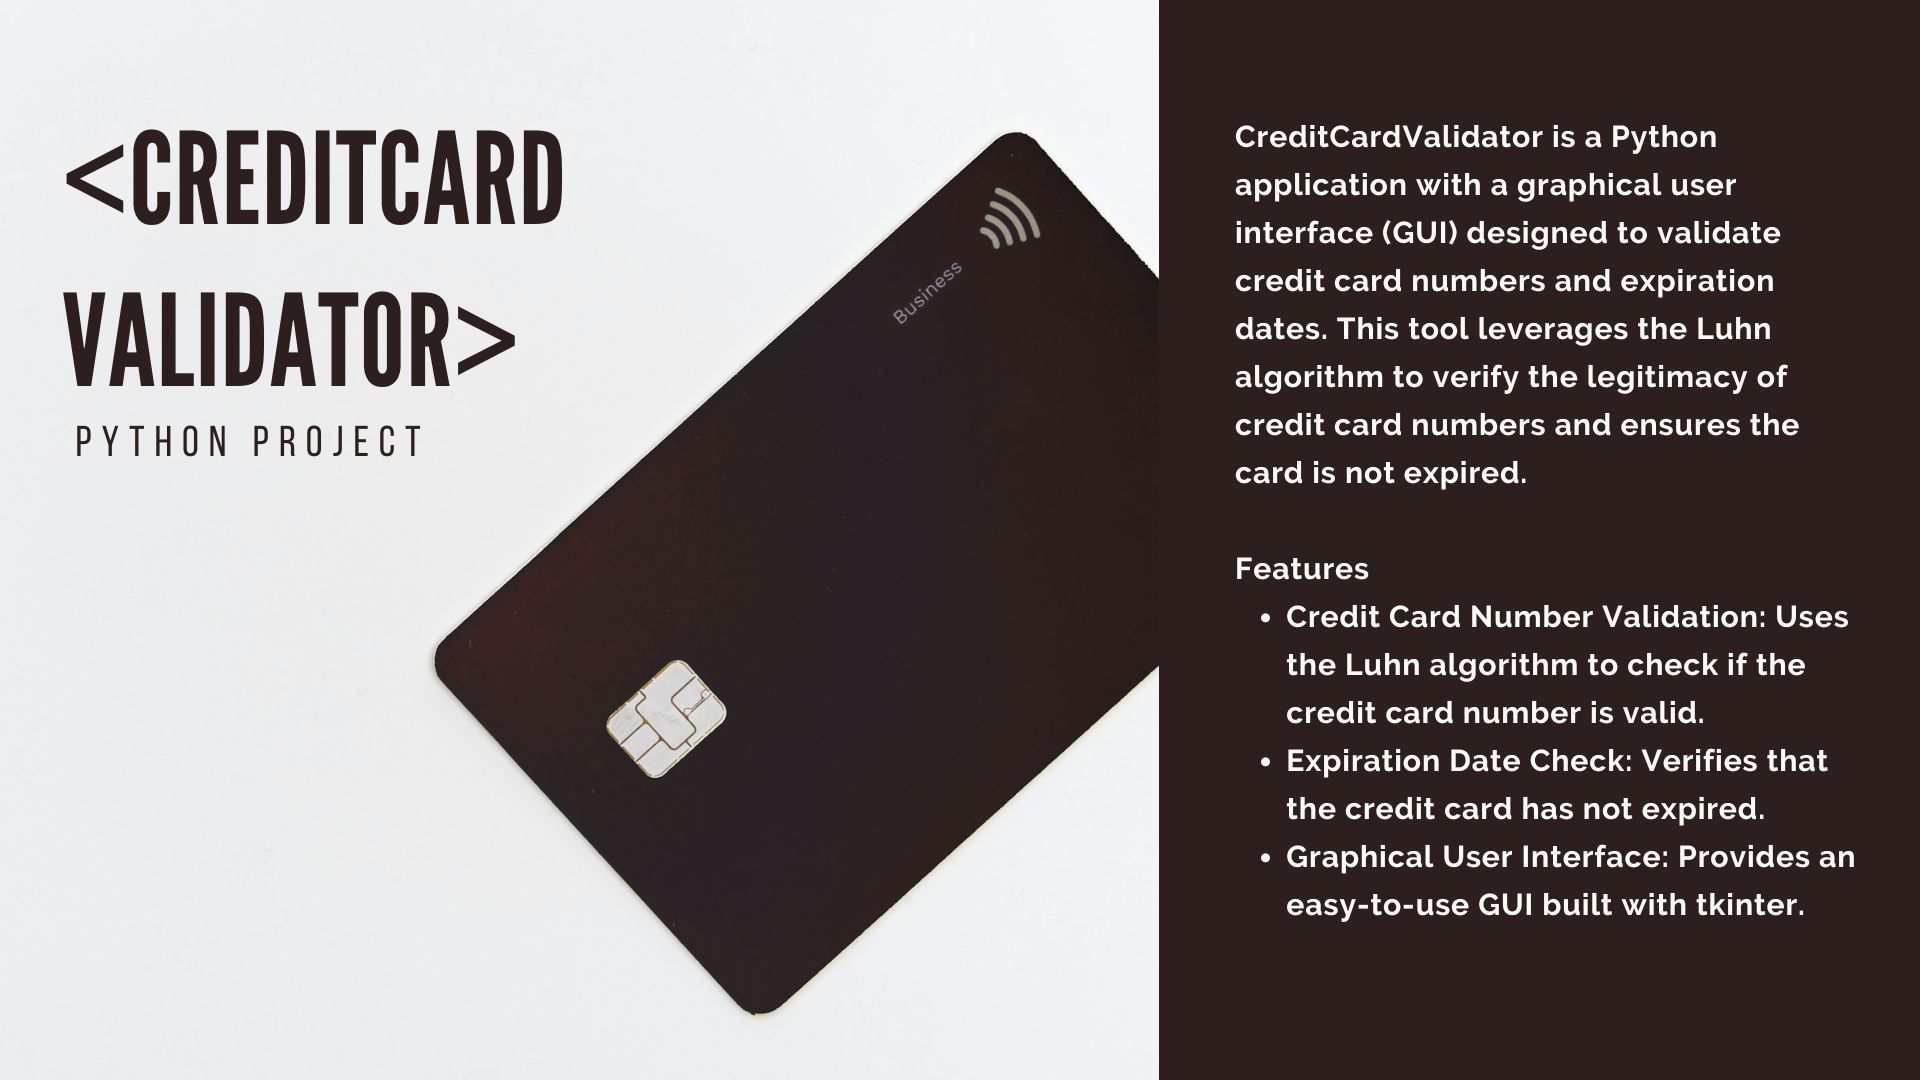 <CREDITCARD
VALIDATOR>
PYTHON PROJECT
Business
CreditCardValidator is a Python
application with a graphical user
interface (GUI) designed to validate
credit card numbers and expiration
dates. This tool leverages the Luhn
algorithm to verify the legitimacy of
credit card numbers and ensures the
card is not expired.
Features
• Credit Card Number Validation: Uses
the Luhn algorithm to check if the
credit card number is valid.
• Expiration Date Check: Verifies that
the credit card has not expired.
• Graphical User Interface: Provides an
easy-to-use GUI built with tkinter.